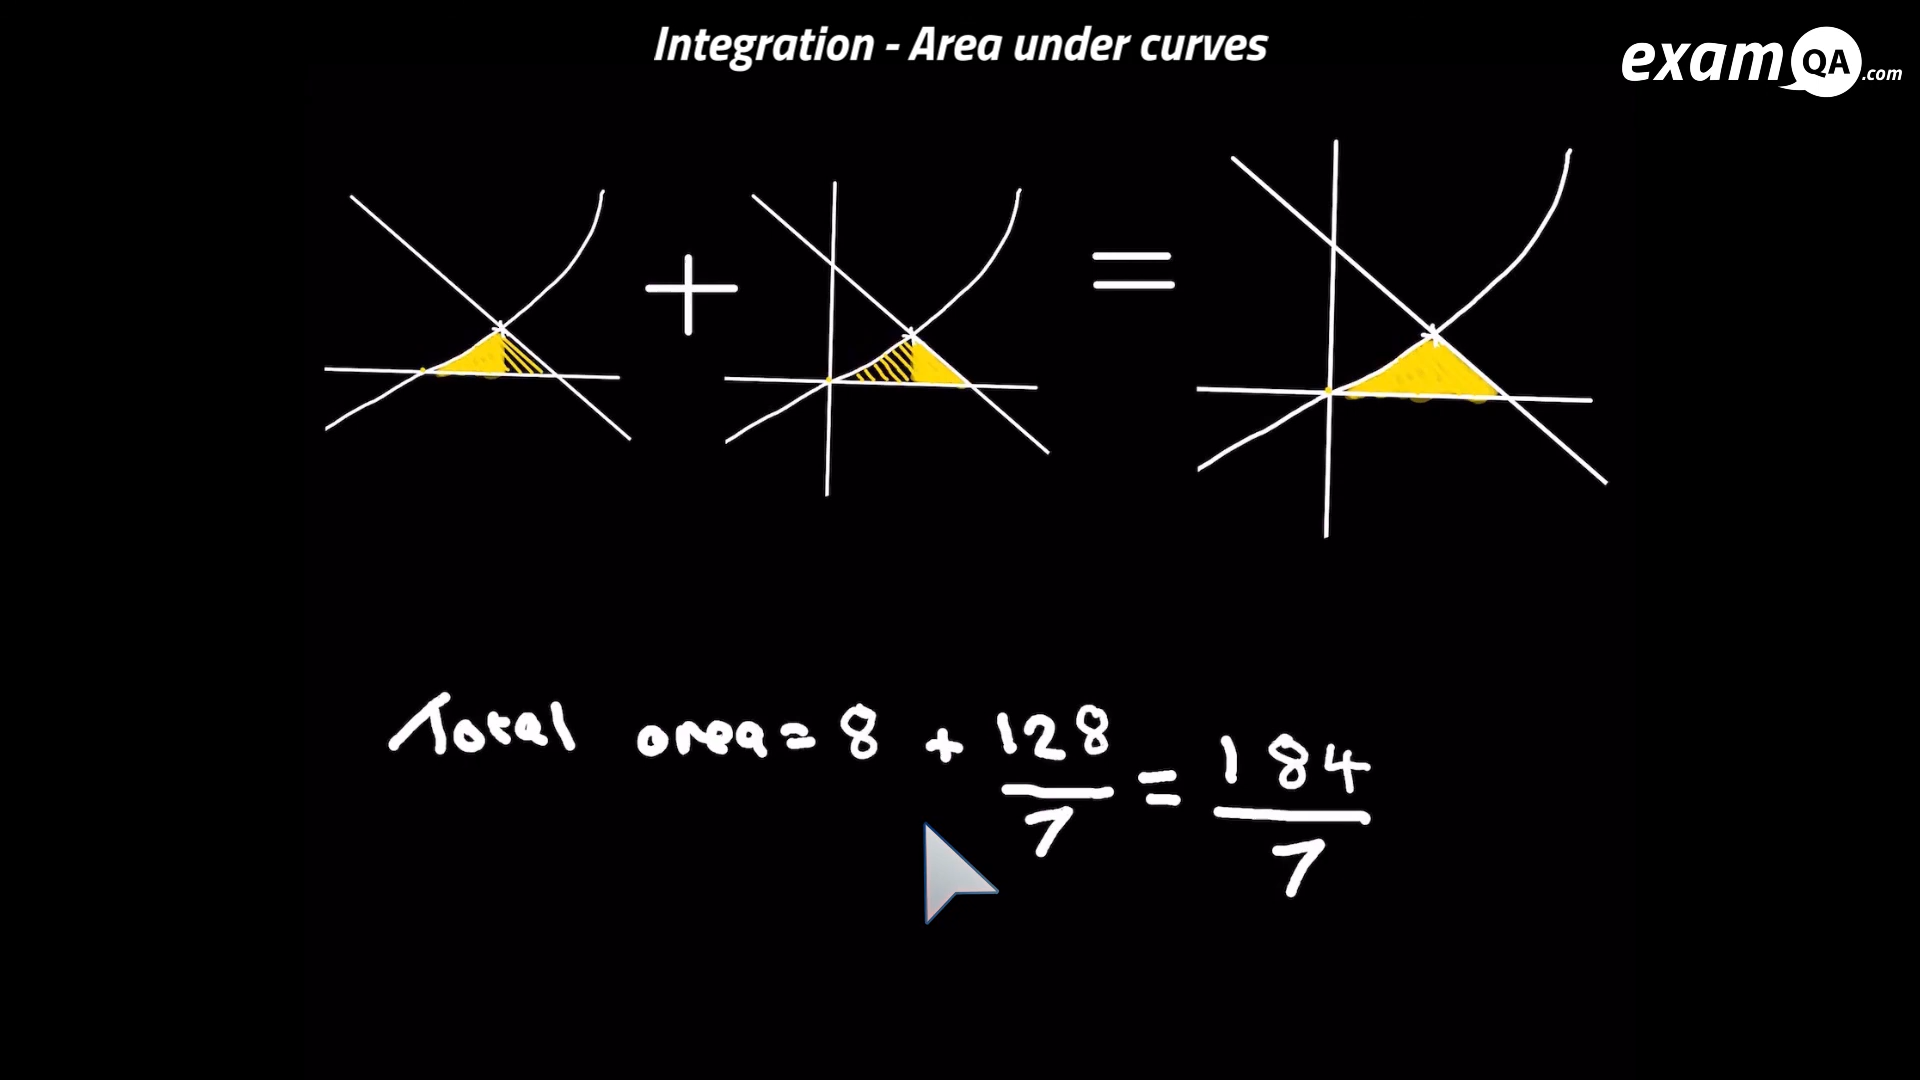 Integration - Area under curves
examQA.com
+ =
Total area = 8 + 128/7 = 184/7